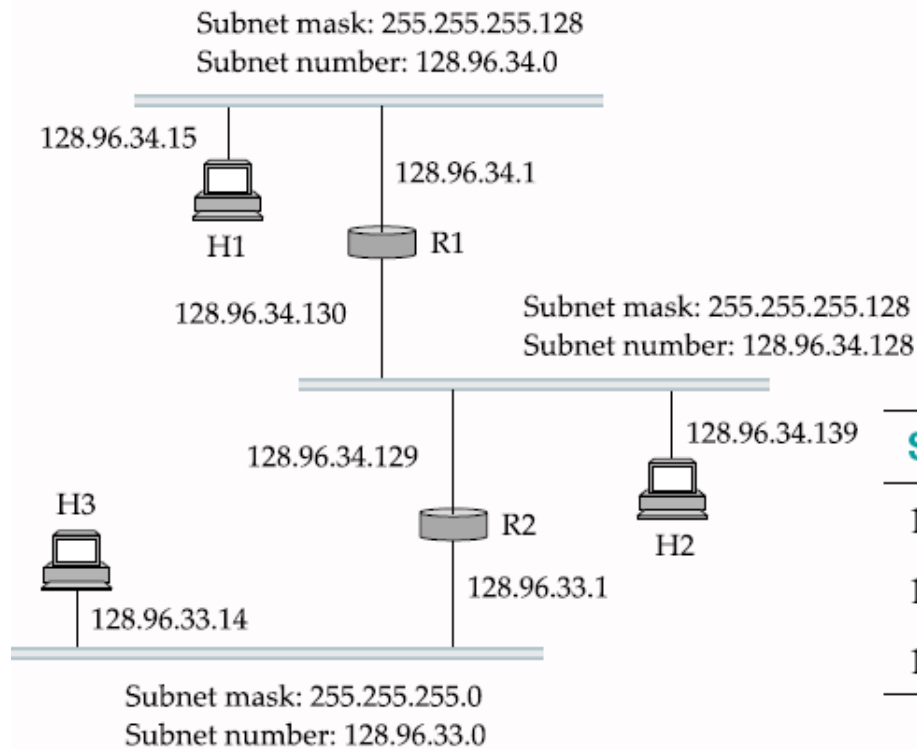 Subnet mask: 255.255.255.128
Subnet number: 128.96.34.0
128.96.34.15
128.96.34.1
H1
R1
128.96.34.130
Subnet mask: 255.255.255.128
Subnet number: 128.96.34.128
128.96.34.139
128.96.34.129
H3
R2
H2
128.96.33.1
128.96.33.14
Subnet mask: 255.255.255.0
Subnet number: 128.96.33.0